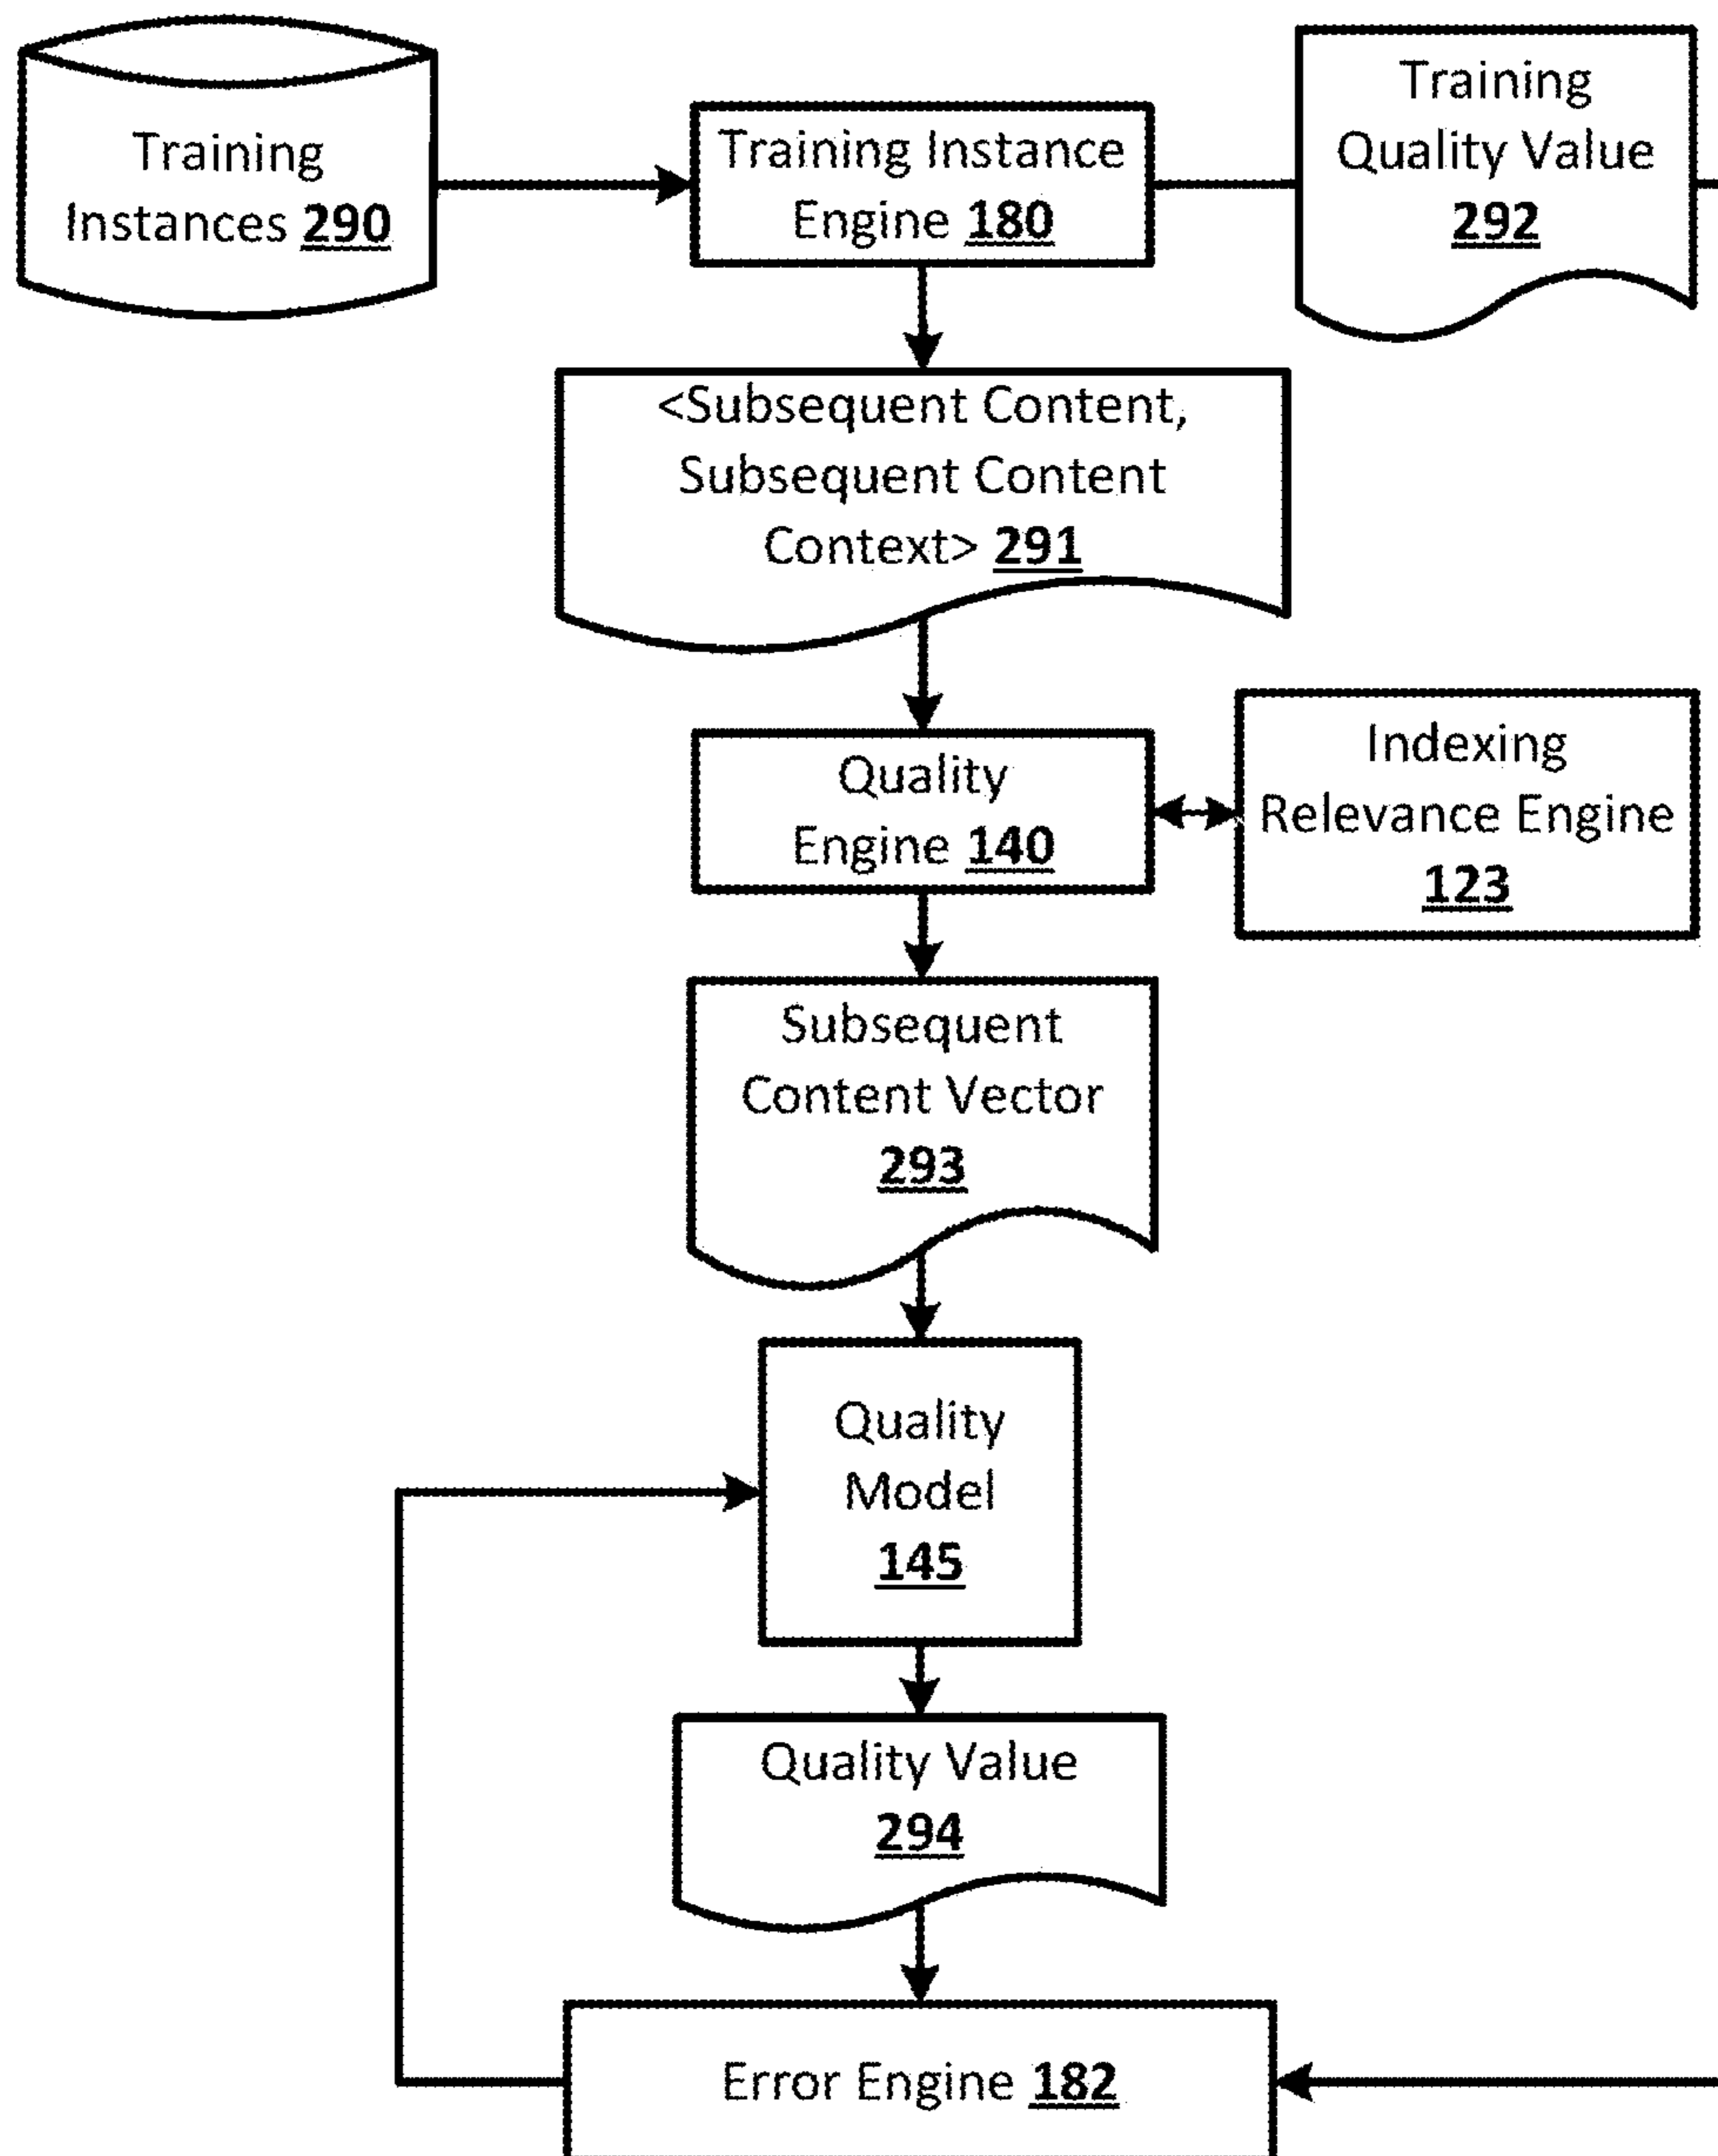 Training
Instances 290
Training Instance
Engine 180
Training
Quality Value
292
<Subsequent Content,
Subsequent Content
Context> 291
Quality
Engine 140
Indexing
Relevance Engine
123
Subsequent
Content Vector
293
Quality
Model
145
Quality Value
294
Error Engine 182